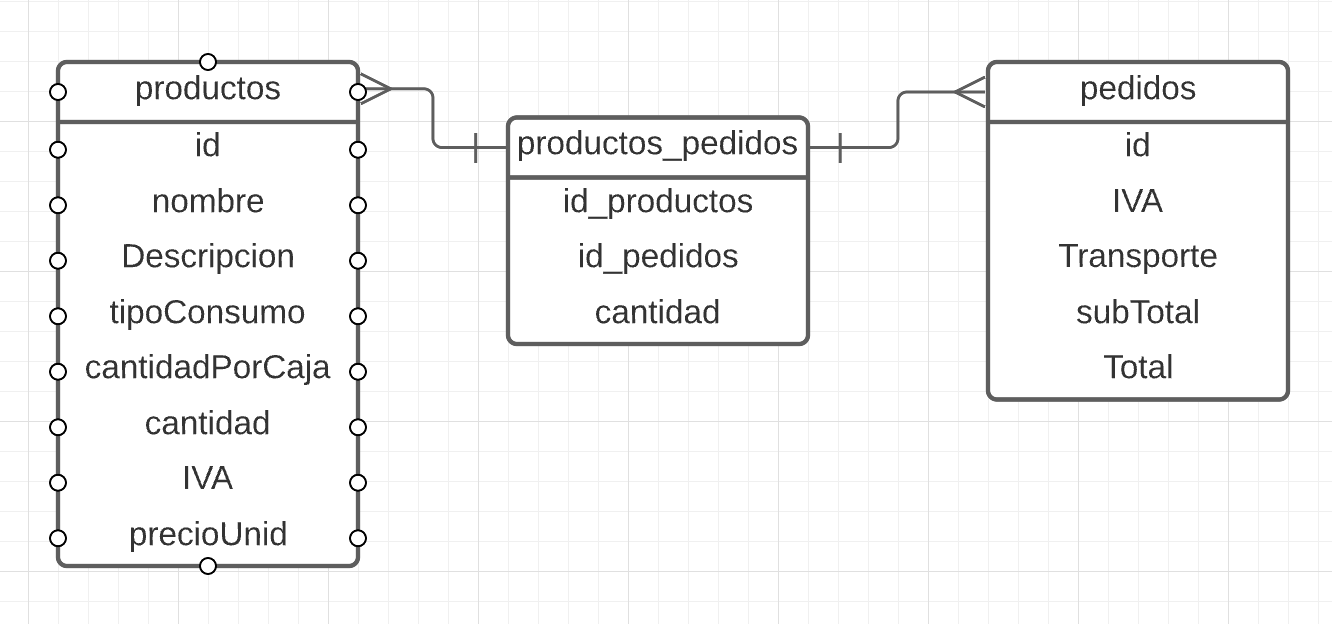 productos
id
nombre
Descripcion
tipoConsumo
cantidadPorCaja
cantidad
IVA
precioUnid
productos_pedidos
id_productos
id_pedidos
cantidad
pedidos
id
IVA
Transporte
subTotal
Total